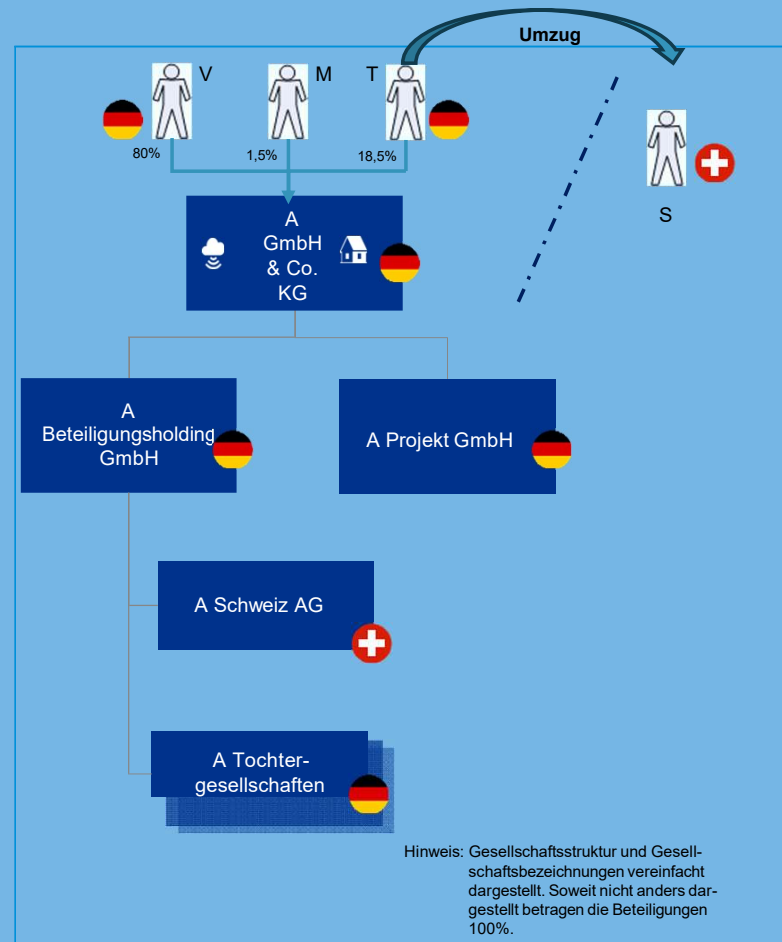 Umzug
V
M
T
80%
1,5%
18,5%
S
A
GmbH
& Co.
KG
A
Beteiligungsholding
GmbH
A Projekt GmbH
A Schweiz AG
A Tochter-
gesellschaften
Hinweis: Gesellschaftsstruktur und Gesell-
schaftsbezeichnungen vereinfacht
dargestellt. Soweit nicht anders dar-
gestellt betragen die Beteiligungen
100%.